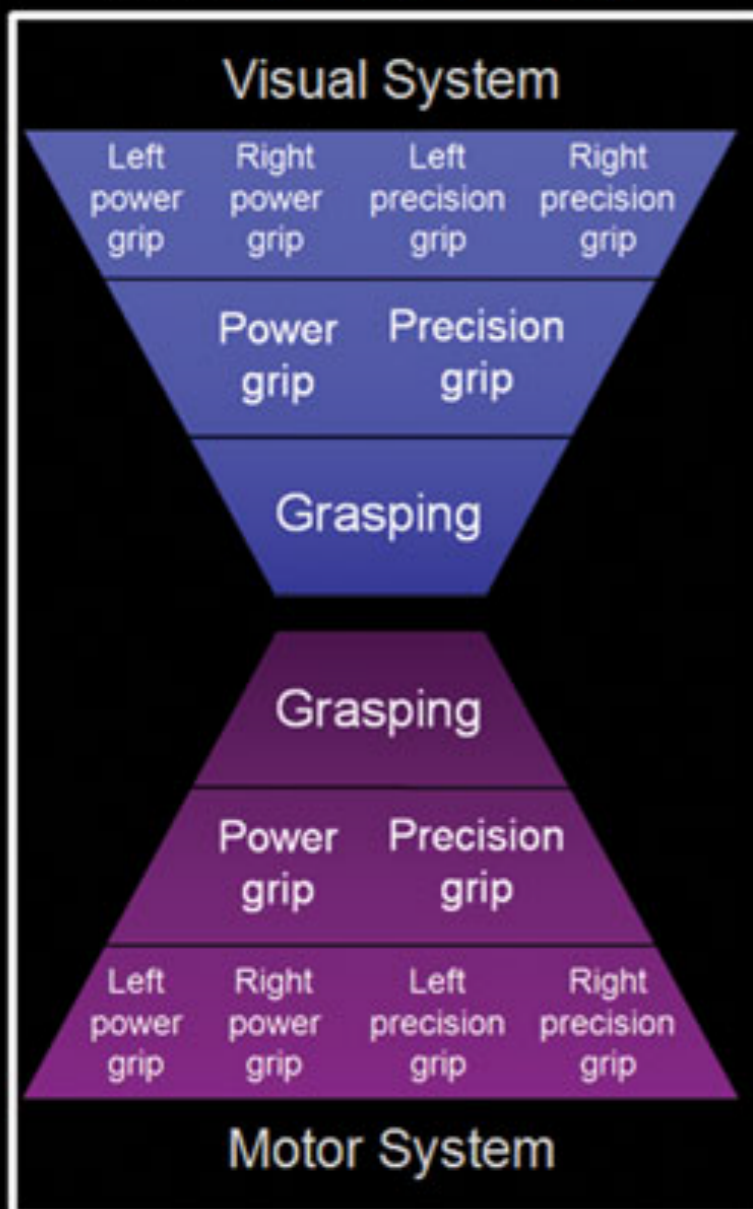 Visual System
Left Right Left Right
power power precision precision
grip grip grip grip
Power Precision
grip grip
Grasping
Grasping
Power Precision
grip grip
Left Right Left Right
power power precision precision
grip grip grip grip
Motor System